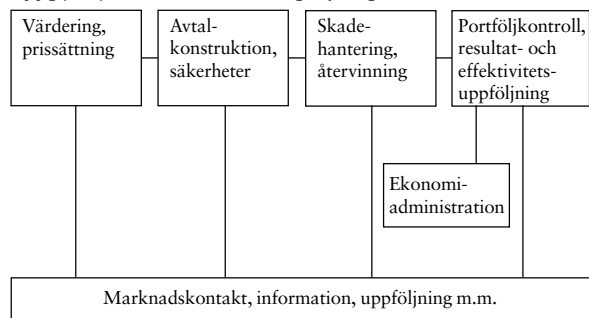 Värdering,
prissättning
Avtal-
konstruktion,
säkerheter
Skade-
hantering,
återvinning
Portföljkontroll,
resultat- och
effektivitets-
uppföljning
Ekonomi-
administration
Marknadskontakt, information, uppföljning m.m.